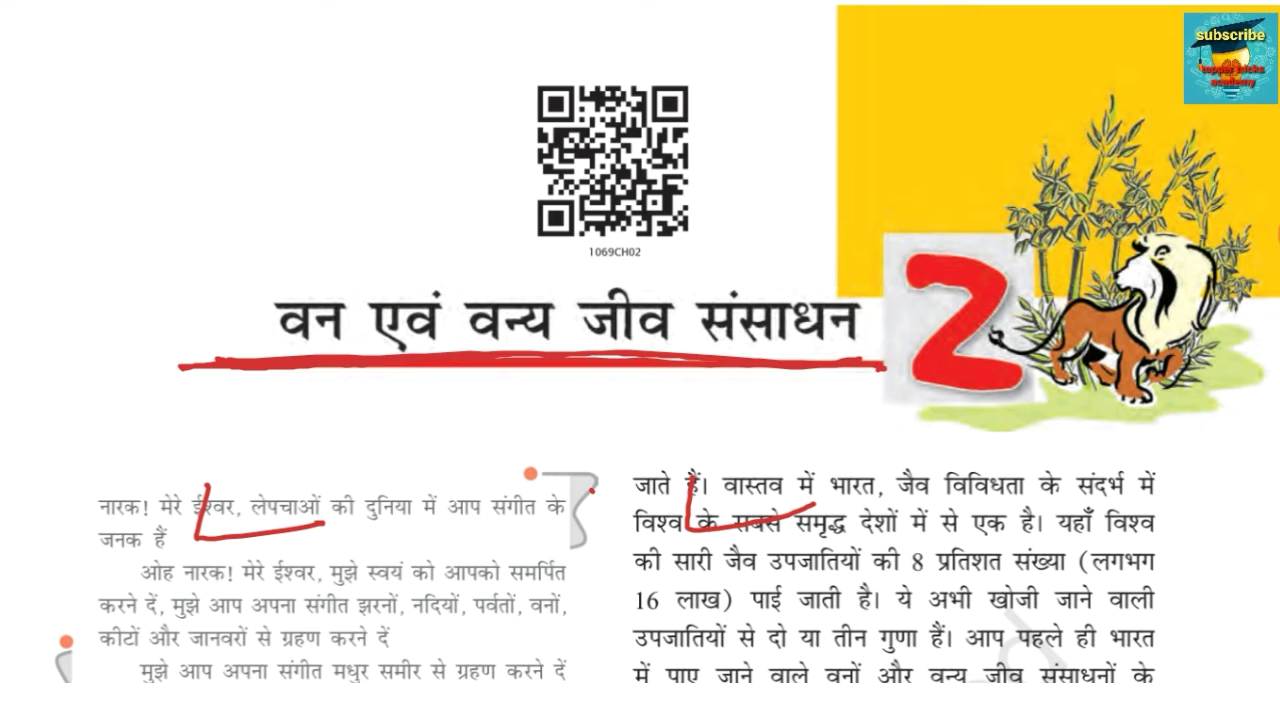 subscribe
topper tricks
academy
1069CH02
वन एवं वन्य जीव संसाधन
2
नारक! मेरे ईश्वर, लेपचाओं की दुनिया में आप संगीत के
जनक हैं
ओह नारक! मेरे ईश्वर, मुझे स्वयं को आपको समर्पित
करने दें, मुझे आप अपना संगीत झरनों, नदियों, पर्वतों, वनों,
कीटों और जानवरों से ग्रहण करने दें
मुझे आप अपना संगीत मधुर समीर से ग्रहण करने दें
जाते हैं। वास्तव में भारत, जैव विविधता के संदर्भ में
विश्व के सबसे समृद्ध देशों में से एक है। यहाँ विश्व
की सारी जैव उपजातियों की 8 प्रतिशत संख्या (लगभग
16 लाख) पाई जाती है। ये अभी खोजी जाने वाली
उपजातियों से दो या तीन गुणा हैं। आप पहले ही भारत
में पाए जाने वाले वनों और वन्य जीव संसाधनों के